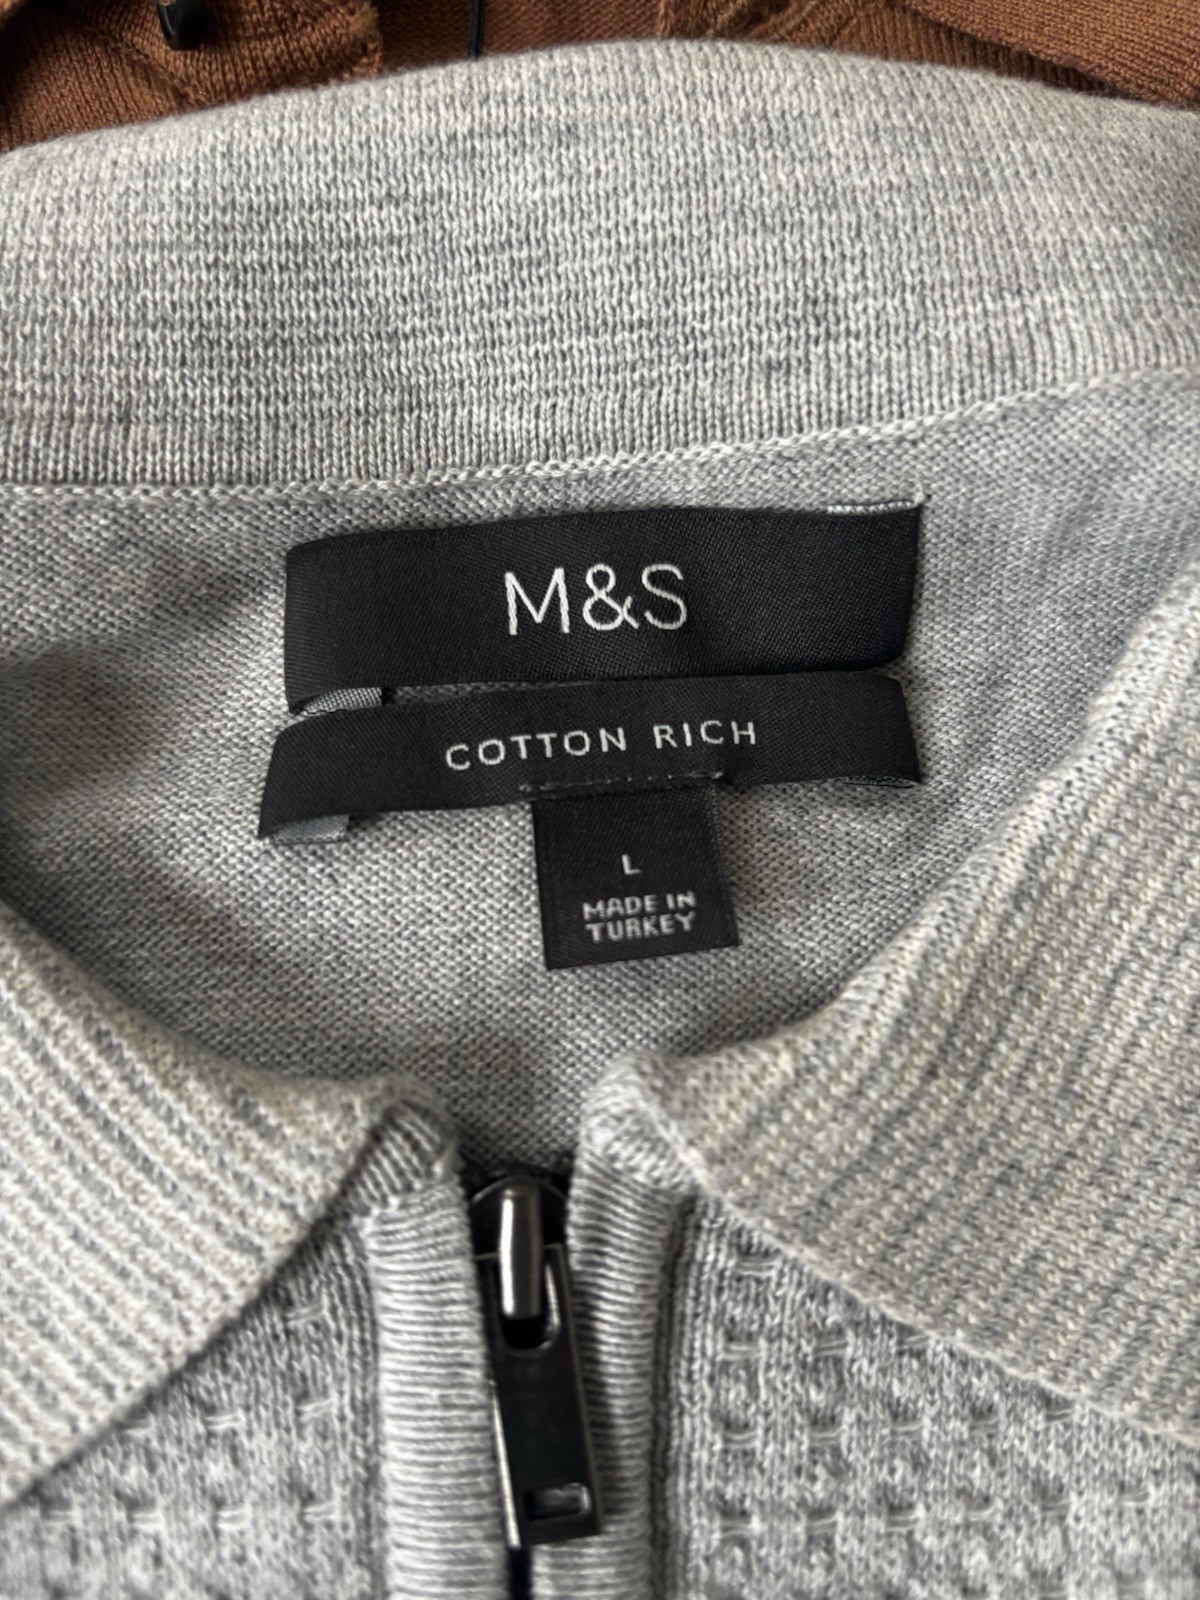 M&S
COTTON RICH
L
MADE IN
TURKEY